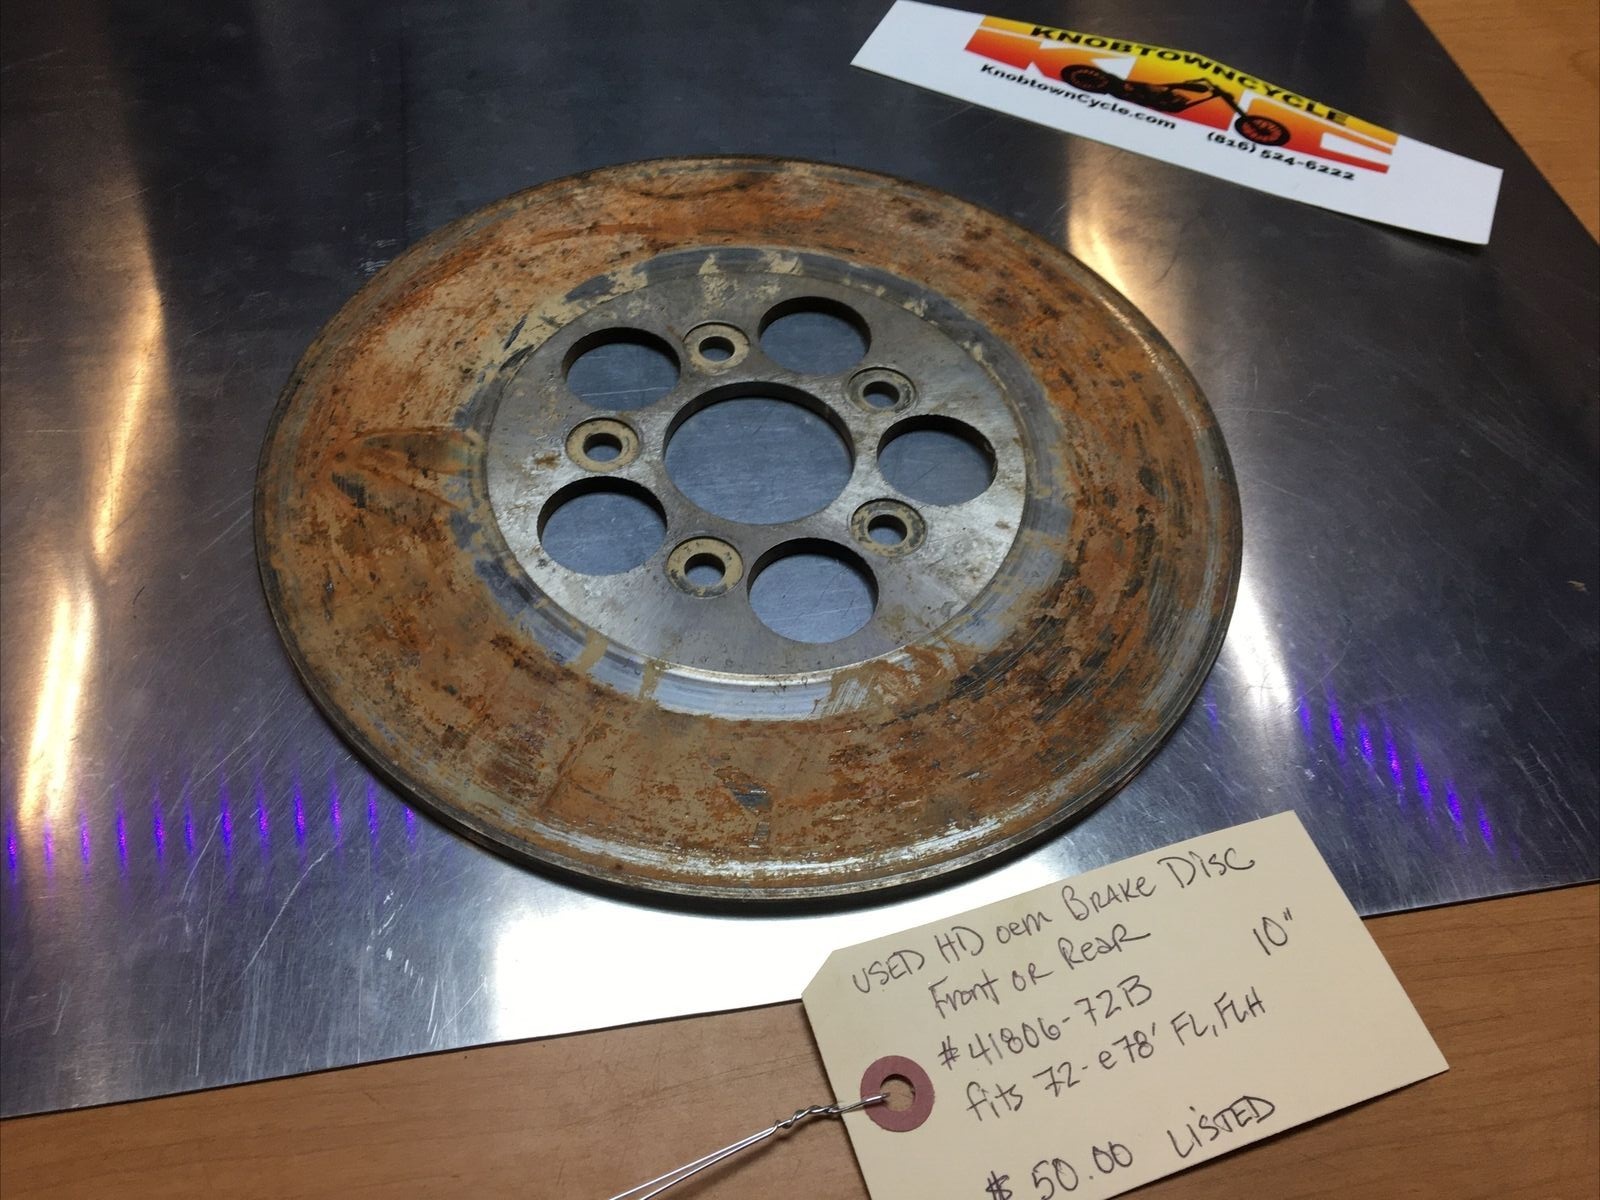 KNOBTOWNCYCLE
KC
KnobtownCycle.com (816) 524-6222
USED HD oem BRAKE DISC
Front OR ReaR 10"
#41806-72B
fits 72-e78' FL, FLH
$ 50.00 LiSTED